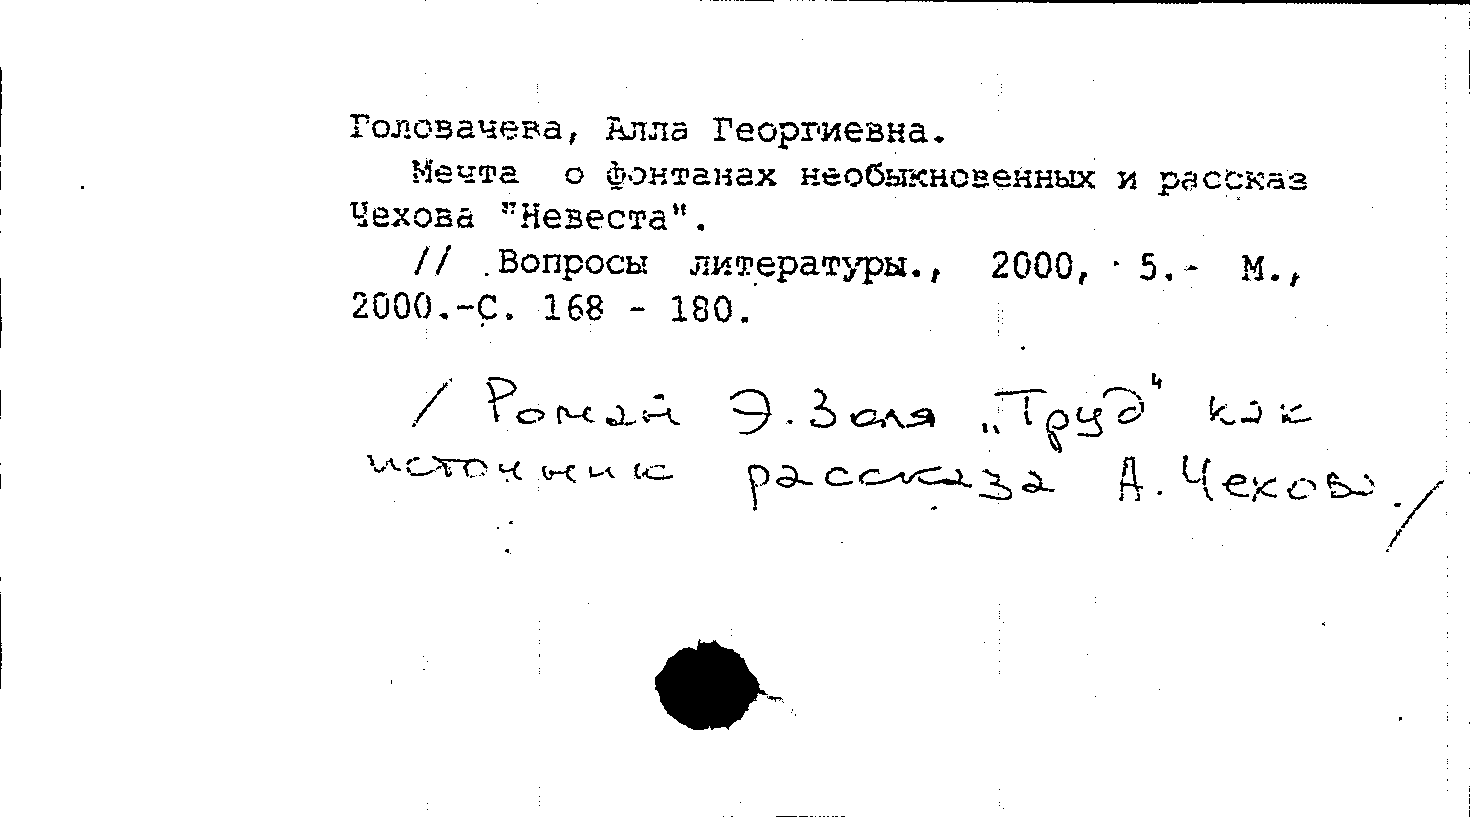 Головачева, Алла Георгиевна.
Мечта о фонтанах необыкновенных и рассказ
Чехова "Невеста".
// Вопросы литературы., 2000, 5.- М.,
2000.-С. 168 - 180.
/ Роман Э. Золя „Труд“ как
источник рассказа А. Чехова. /